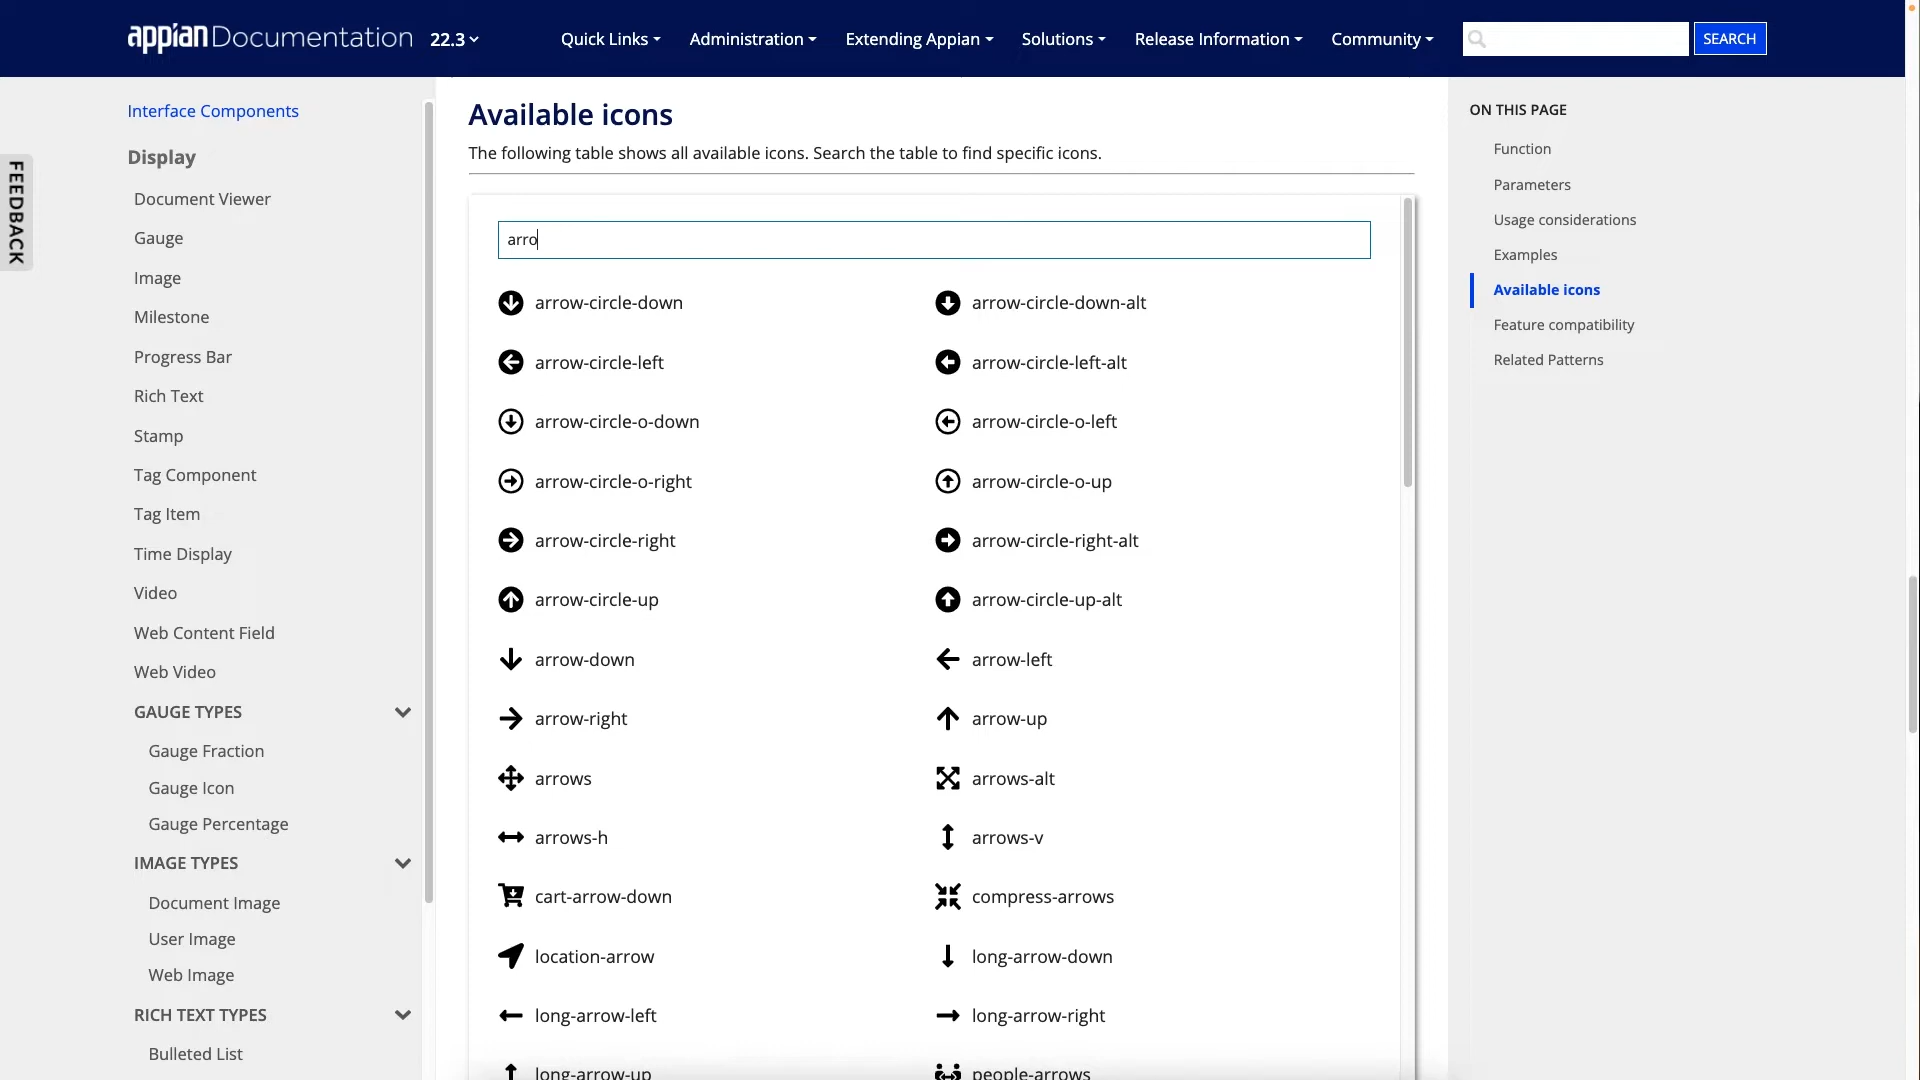 appian Documentation 22.3 Quick Links Administration Extending Appian Solutions Release Information Community SEARCH
FEEDBACK
Interface Components
Display
Document Viewer
Gauge
Image
Milestone
Progress Bar
Rich Text
Stamp
Tag Component
Tag Item
Time Display
Video
Web Content Field
Web Video
GAUGE TYPES
Gauge Fraction
Gauge Icon
Gauge Percentage
IMAGE TYPES
Document Image
User Image
Web Image
RICH TEXT TYPES
Bulleted List
Available icons
The following table shows all available icons. Search the table to find specific icons.
arro
arrow-circle-down arrow-circle-down-alt
arrow-circle-left arrow-circle-left-alt
arrow-circle-o-down arrow-circle-o-left
arrow-circle-o-right arrow-circle-o-up
arrow-circle-right arrow-circle-right-alt
arrow-circle-up arrow-circle-up-alt
arrow-down arrow-left
arrow-right arrow-up
arrows arrows-alt
arrows-h arrows-v
cart-arrow-down compress-arrows
location-arrow long-arrow-down
long-arrow-left long-arrow-right
long-arrow-up people-arrows
ON THIS PAGE
Function
Parameters
Usage considerations
Examples
Available icons
Feature compatibility
Related Patterns